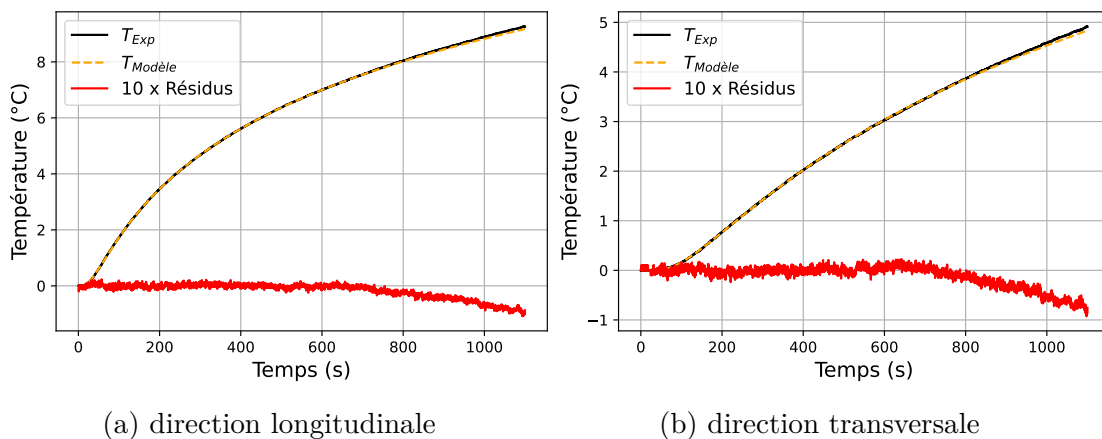 T_Exp
T_Modèle
10 x Résidus
Température (°C)
8
6
4
2
0
0 200 400 600 800 1000
Temps (s)
(a) direction longitudinale
T_Exp
T_Modèle
10 x Résidus
Température (°C)
5
4
3
2
1
0
−1
0 200 400 600 800 1000
Temps (s)
(b) direction transversale